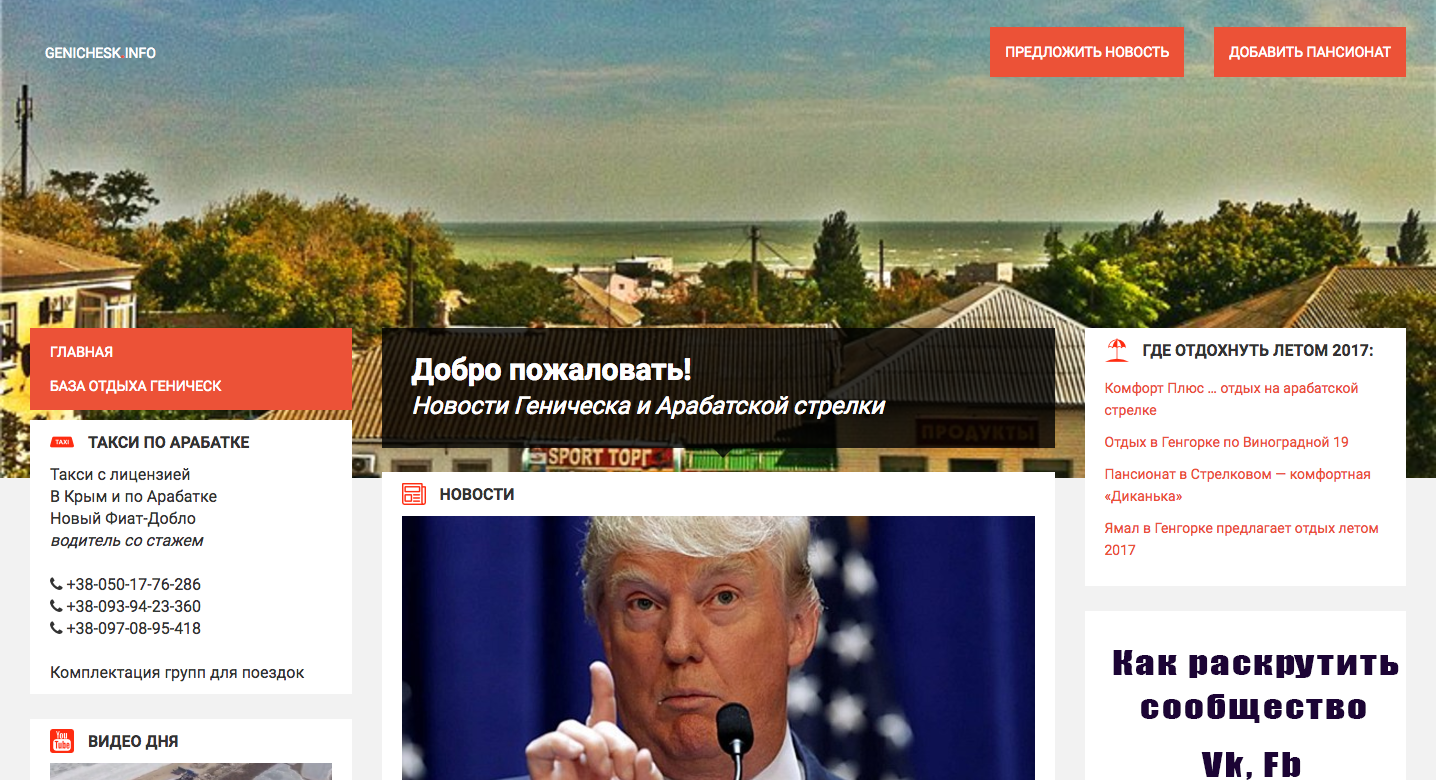 GENICHESK.INFO
ПРЕДЛОЖИТЬ НОВОСТЬ
ДОБАВИТЬ ПАНСИОНАТ
ГЛАВНАЯ
БАЗА ОТДЫХА ГЕНИЧЕСК
TAXI
ТАКСИ ПО АРАБАТКЕ
Такси с лицензией
В Крым и по Арабатке
Новый Фиат-Добло
водитель со стажем
+38-050-17-76-286
+38-093-94-23-360
+38-097-08-95-418
Комплектация групп для поездок
You
Tube
ВИДЕО ДНЯ
Добро пожаловать!
Новости Геническа и Арабатской стрелки
ПРОДУКТЫ
SPORT ТОРГ
НОВОСТИ
ГДЕ ОТДОХНУТЬ ЛЕТОМ 2017:
Комфорт Плюс … отдых на арабатской
стрелке
Отдых в Генгорке по Виноградной 19
Пансионат в Стрелковом — комфортная
«Диканька»
Ямал в Генгорке предлагает отдых летом
2017
Как раскрутить
сообщество
Vk, Fb